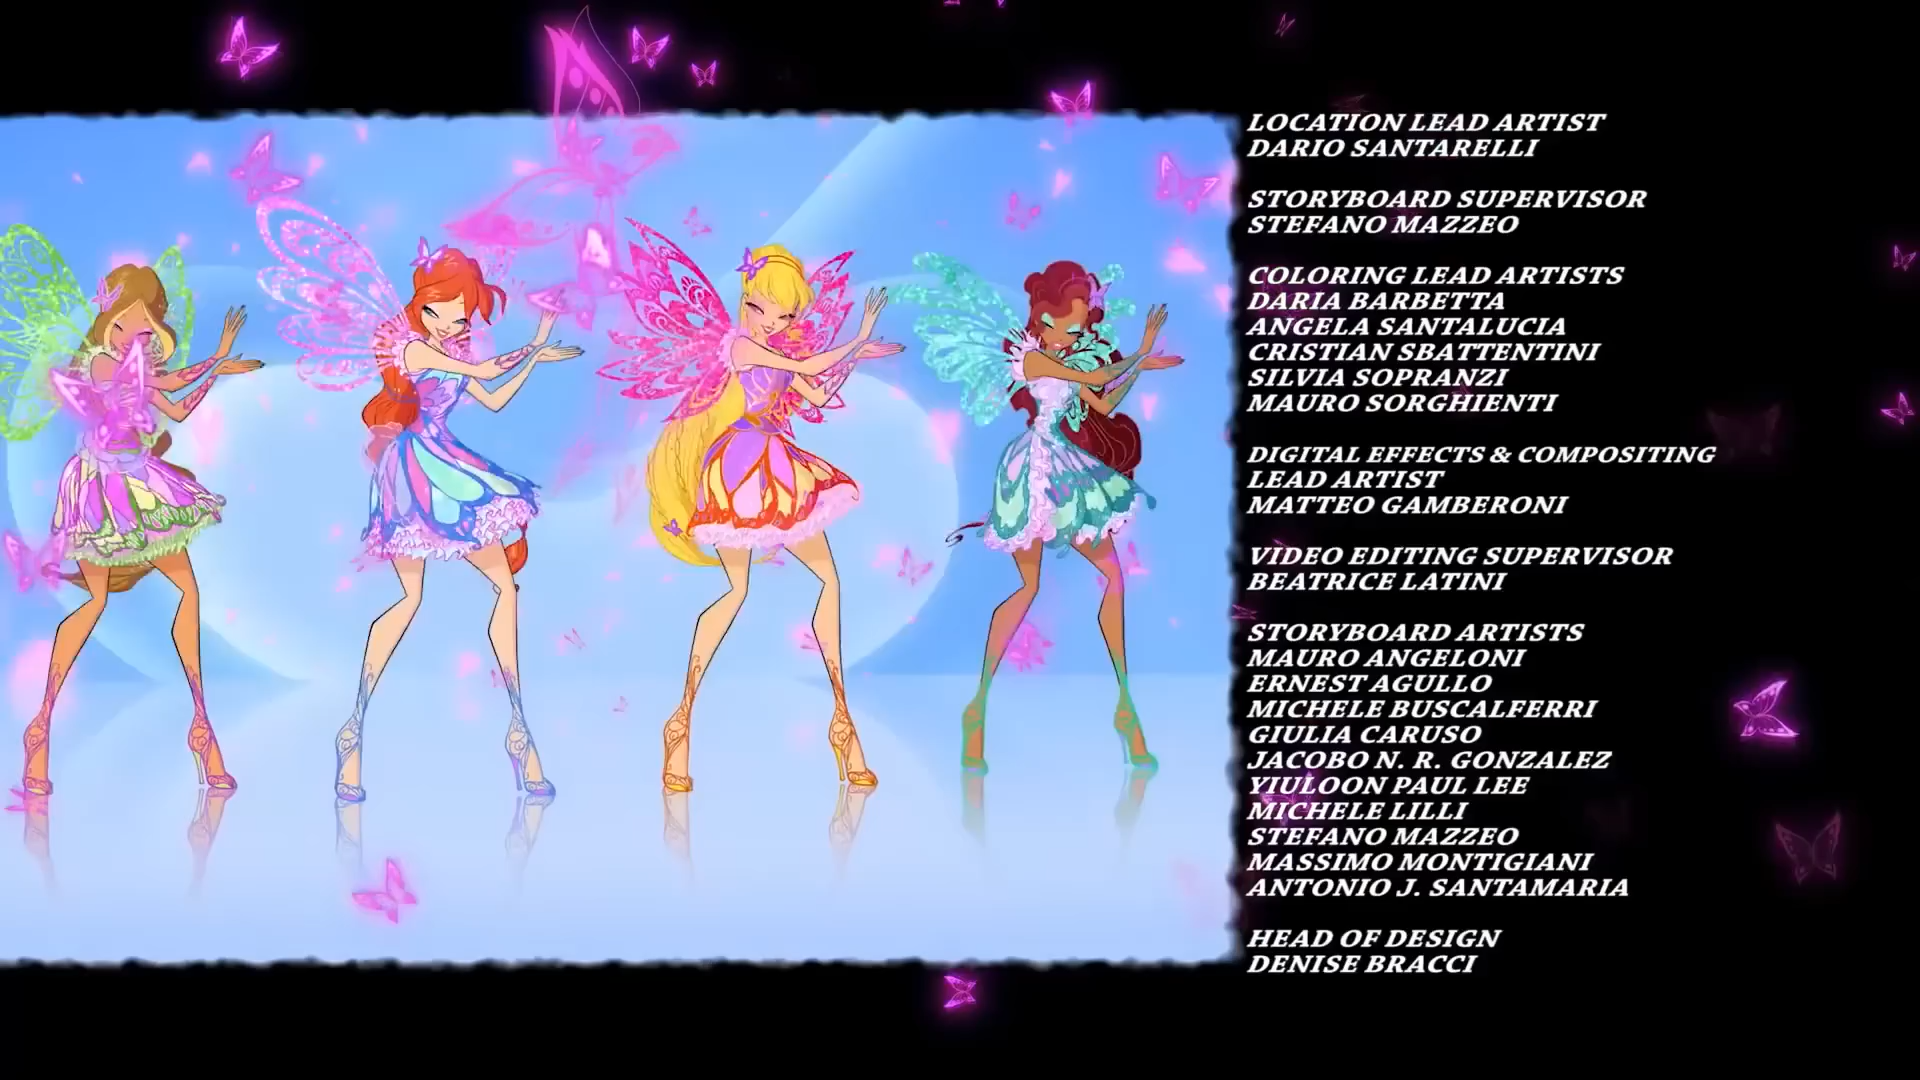 LOCATION LEAD ARTIST
DARIO SANTARELLI
STORYBOARD SUPERVISOR
STEFANO MAZZEO
COLORING LEAD ARTISTS
DARIA BARBETTA
ANGELA SANTALUCIA
CRISTIAN SBATTENTINI
SILVIA SOPRANZI
MAURO SORGHIENTI
DIGITAL EFFECTS & COMPOSITING
LEAD ARTIST
MATTEO GAMBERONI
VIDEO EDITING SUPERVISOR
BEATRICE LATINI
STORYBOARD ARTISTS
MAURO ANGELONI
ERNEST AGULLO
MICHELE BUSCALFERRI
GIULIA CARUSO
JACOBO N. R. GONZALEZ
YIULOON PAUL LEE
MICHELE LILLI
STEFANO MAZZEO
MASSIMO MONTIGIANI
ANTONIO J. SANTAMARIA
HEAD OF DESIGN
DENISE BRACCI